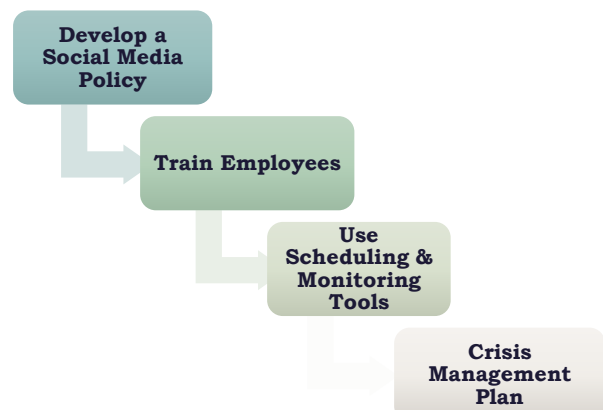 Develop a
Social Media
Policy
Train Employees
Use
Scheduling &
Monitoring
Tools
Crisis
Management
Plan